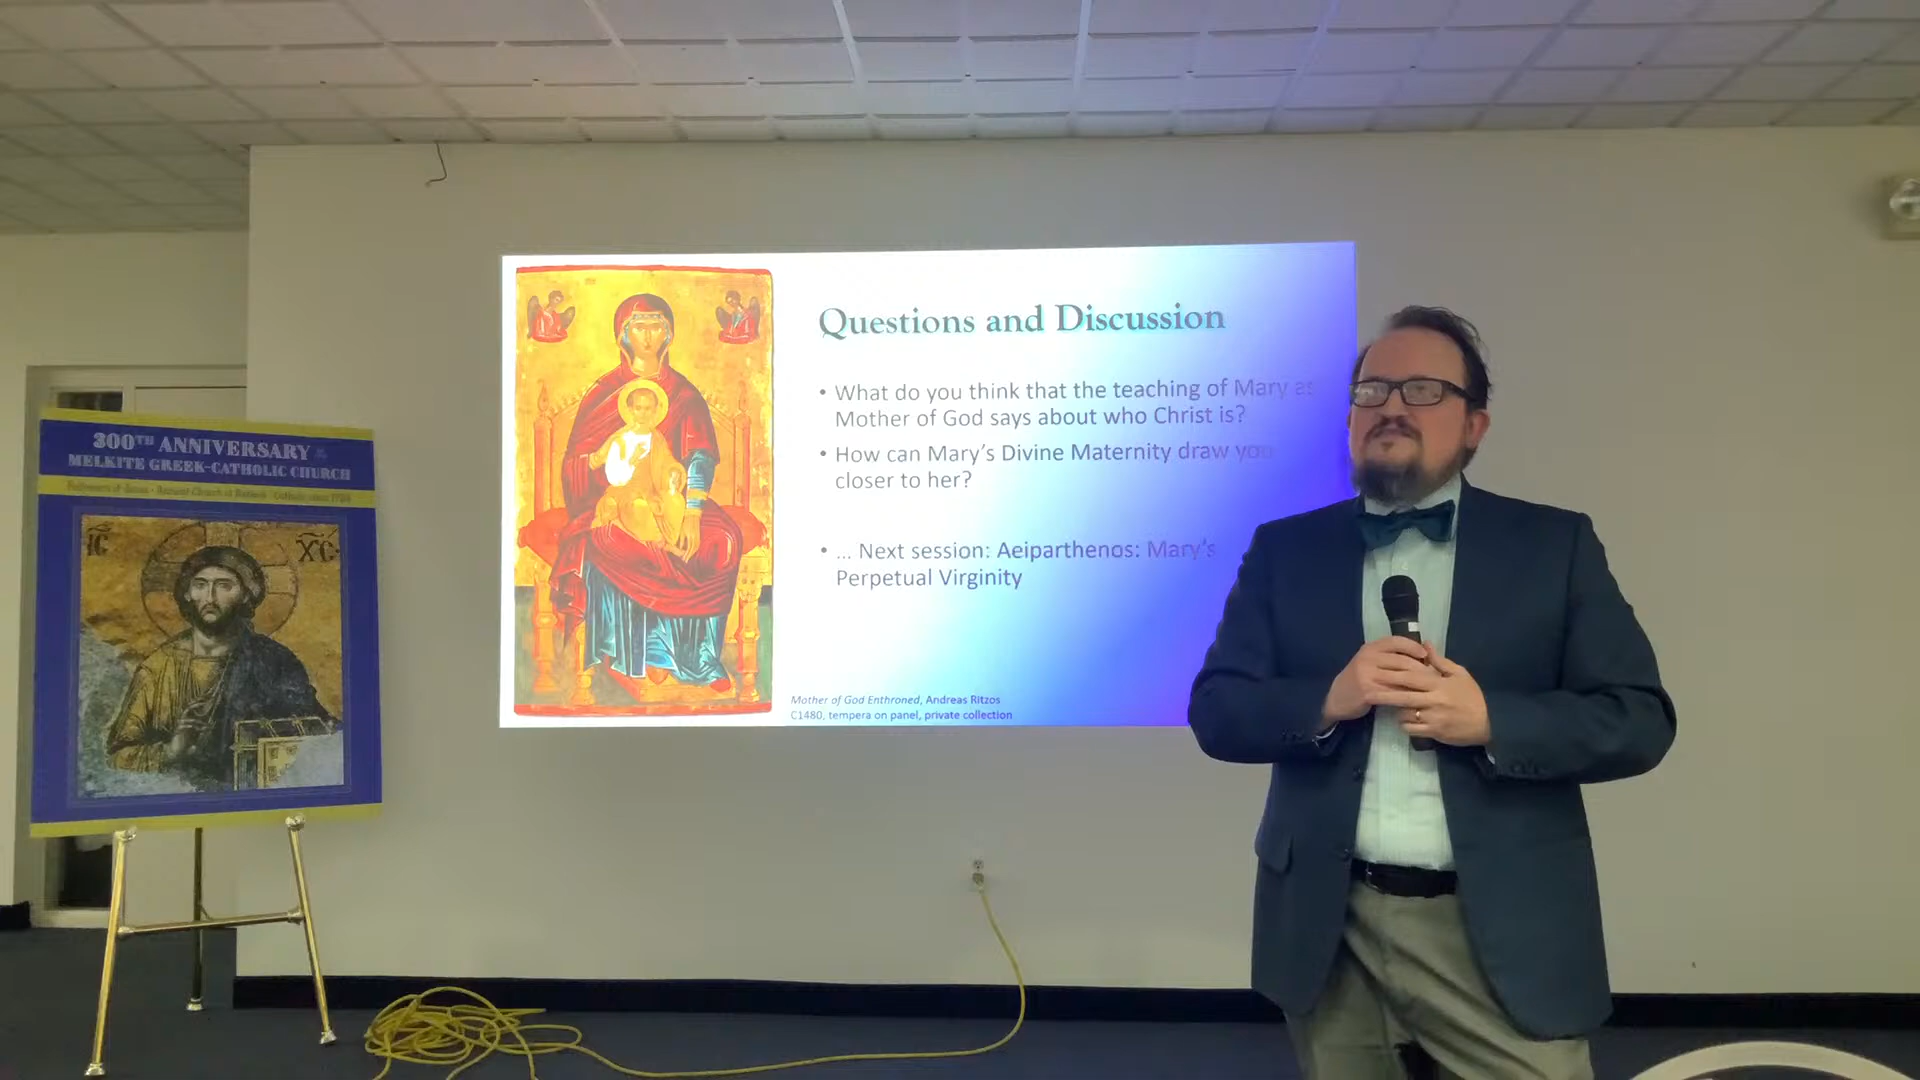 300TH ANNIVERSARY
MELKITE GREEK-CATHOLIC CHURCH
IC XC
Questions and Discussion
• What do you think that the teaching of Mary as
Mother of God says about who Christ is?
• How can Mary's Divine Maternity draw you
closer to her?
• ... Next session: Aeiparthenos: Mary's
Perpetual Virginity
Mother of God Enthroned, Andreas Ritzos
C1480, tempera on panel, private collection